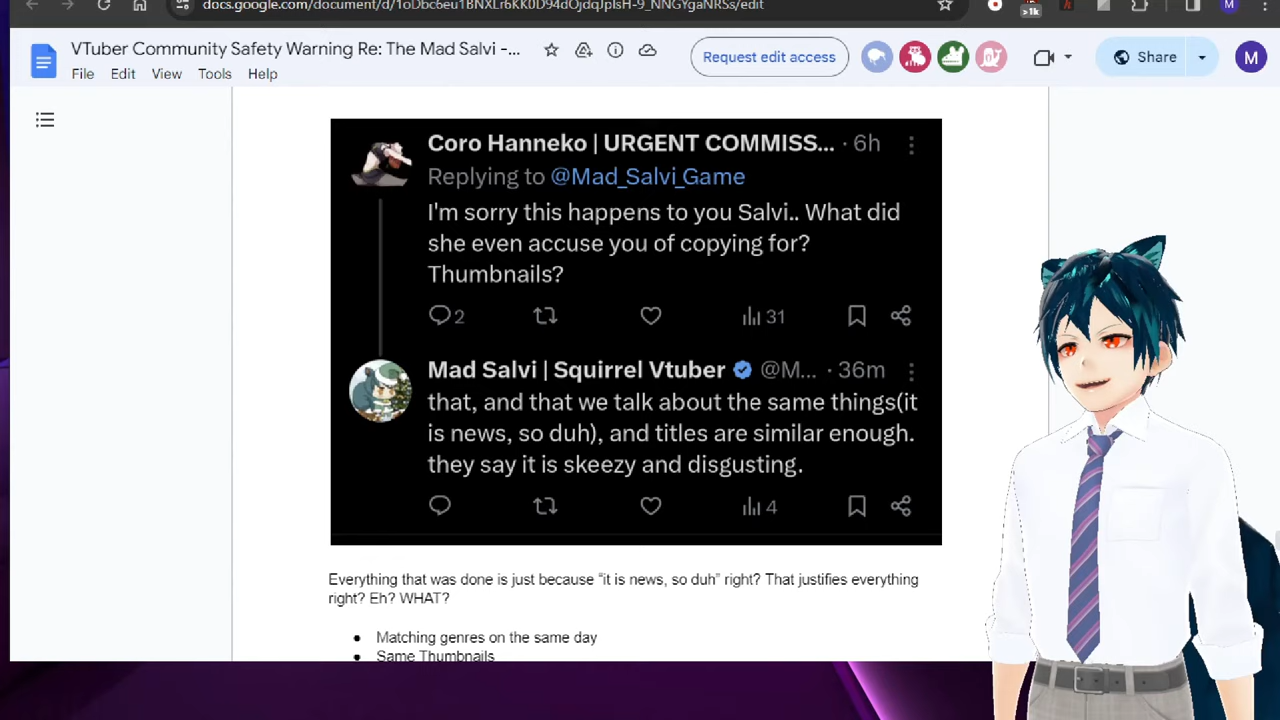 VTuber Community Safety Warning Re: The Mad Salvi -...
File Edit View Tools Help
Request edit access
Share
M
>1k
M
Coro Hanneko | URGENT COMMISS... · 6h
Replying to @Mad_Salvi_Game
I'm sorry this happens to you Salvi.. What did
she even accuse you of copying for?
Thumbnails?
2
31
Mad Salvi | Squirrel Vtuber @M... · 36m
that, and that we talk about the same things(it
is news, so duh), and titles are similar enough.
they say it is skeezy and disgusting.
4
Everything that was done is just because “it is news, so duh” right? That justifies everything
right? Eh? WHAT?
● Matching genres on the same day
● Same Thumbnails